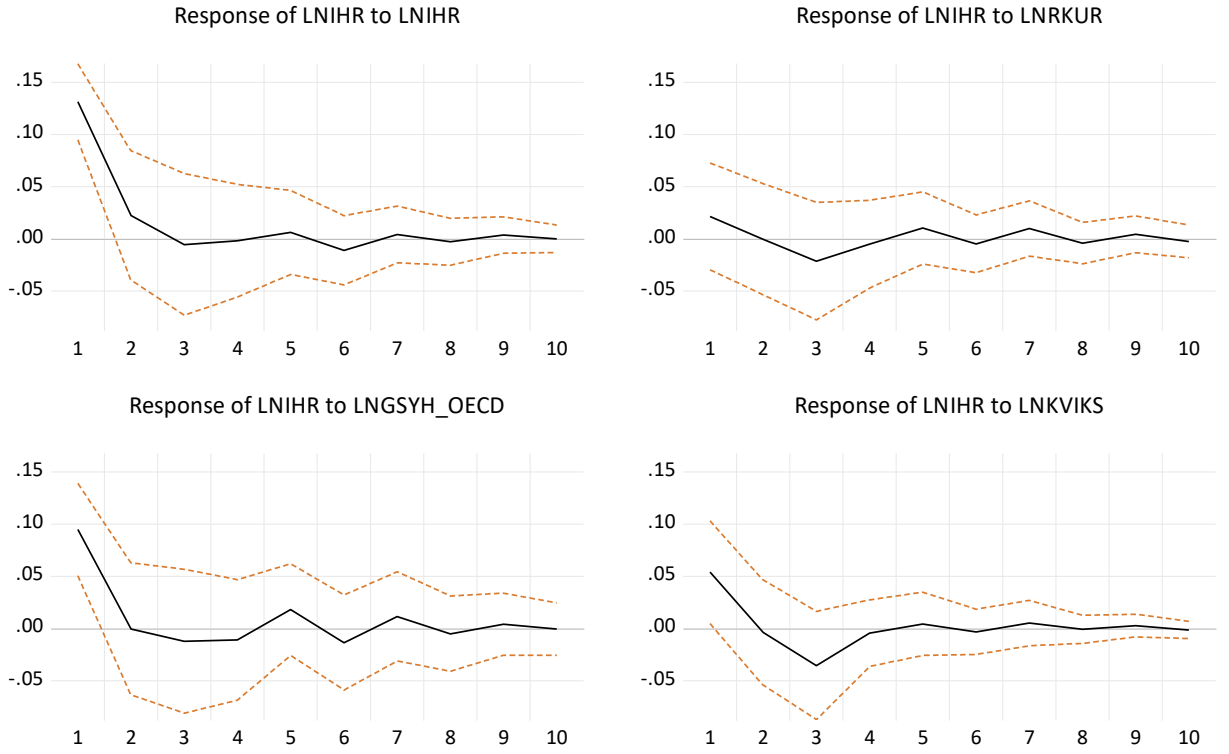 Response of LNIHR to LNIHR
.15
.10
.05
.00
-.05
1 2 3 4 5 6 7 8 9 10
Response of LNIHR to LNRKUR
.15
.10
.05
.00
-.05
1 2 3 4 5 6 7 8 9 10
Response of LNIHR to LNGSYH_OECD
.15
.10
.05
.00
-.05
1 2 3 4 5 6 7 8 9 10
Response of LNIHR to LNKVIKS
.15
.10
.05
.00
-.05
1 2 3 4 5 6 7 8 9 10